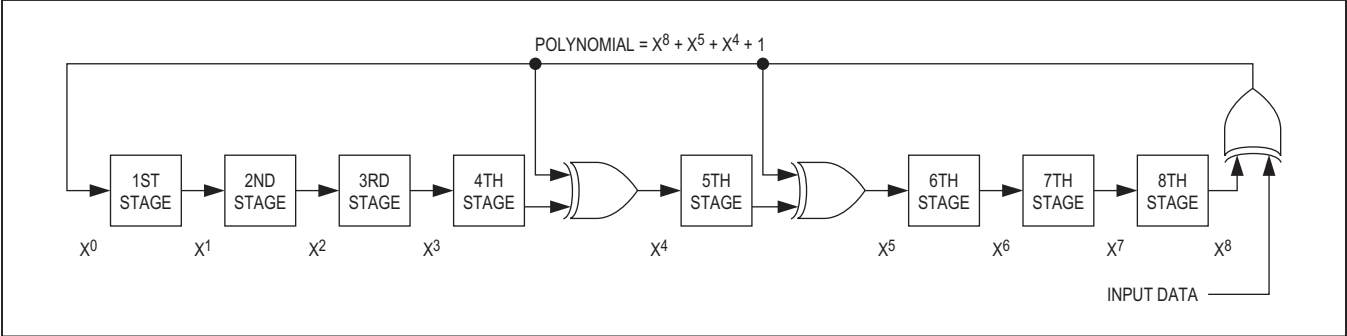 POLYNOMIAL = X⁸ + X⁵ + X⁴ + 1
1ST
STAGE
2ND
STAGE
3RD
STAGE
4TH
STAGE
5TH
STAGE
6TH
STAGE
7TH
STAGE
8TH
STAGE
X⁰
X¹
X²
X³
X⁴
X⁵
X⁶
X⁷
X⁸
INPUT DATA